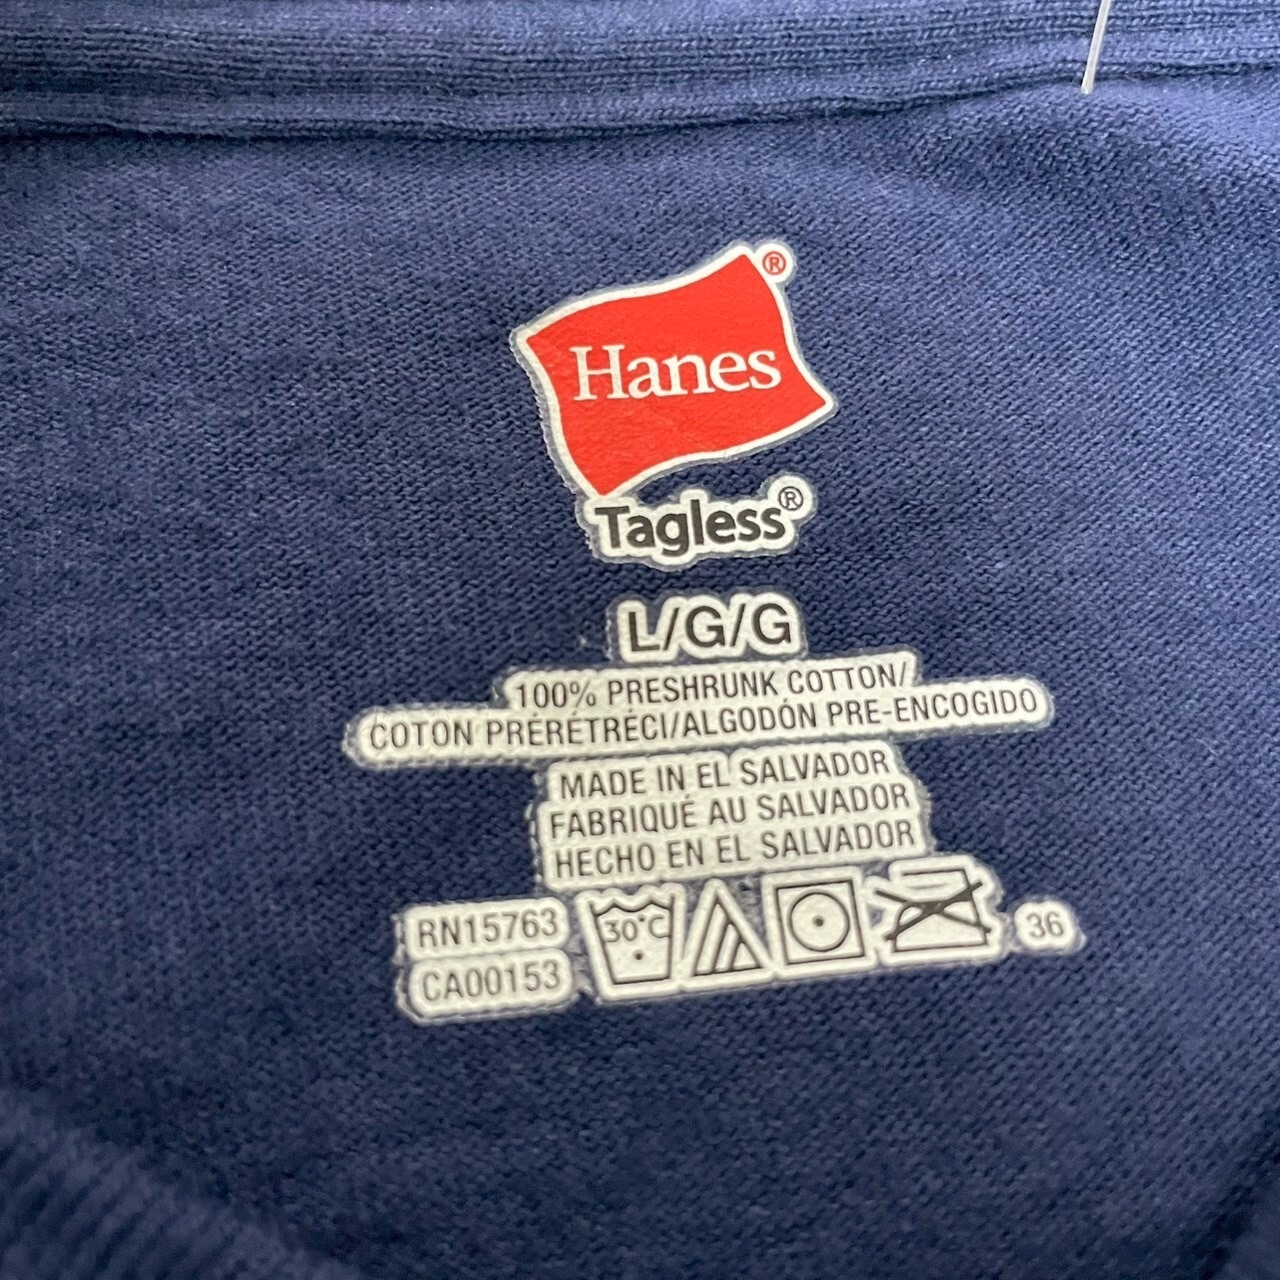 Hanes®
Tagless®
L/G/G
100% PRESHRUNK COTTON/
COTON PRÉRÉTRÉCI/ALGODÓN PRE-ENCOGIDO
MADE IN EL SALVADOR
FABRIQUÉ AU SALVADOR
HECHO EN EL SALVADOR
RN15763
CA00153
30°C
36